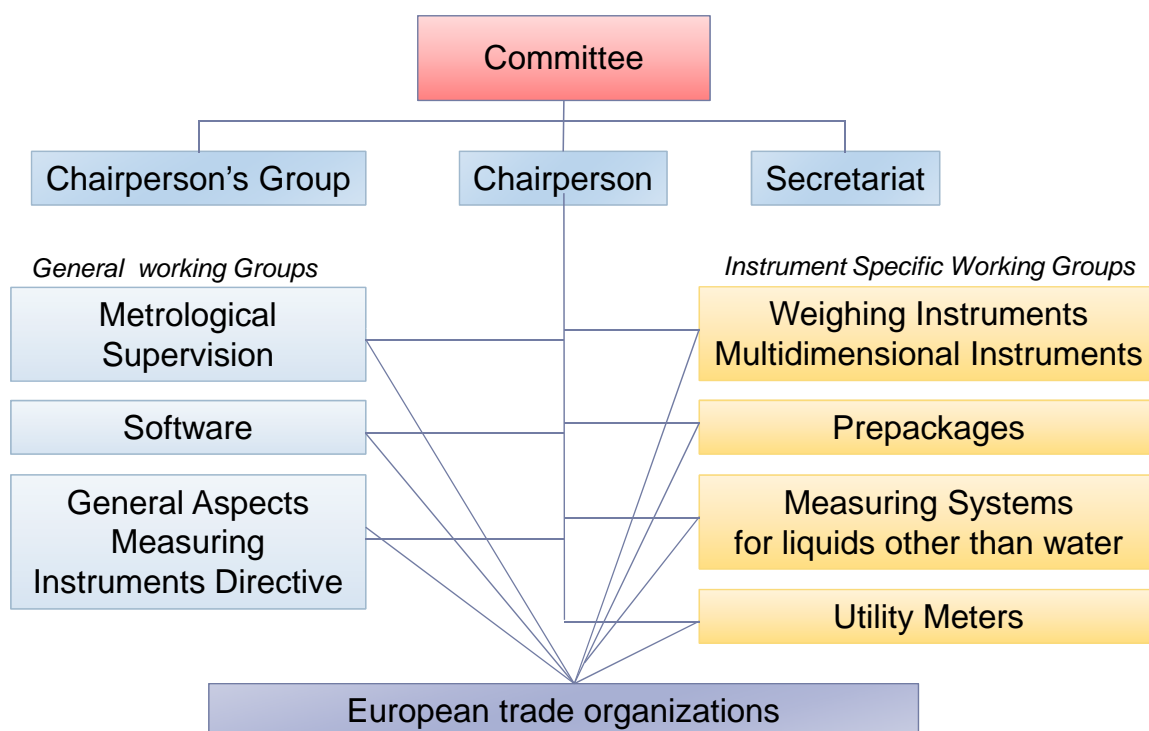 Committee
Chairperson’s Group
Chairperson
Secretariat
General  working Groups
Metrological
Supervision
Software
General Aspects
Measuring
Instruments Directive
Instrument Specific Working Groups
Weighing Instruments
Multidimensional Instruments
Prepackages
Measuring Systems
for liquids other than water
Utility Meters
European trade organizations